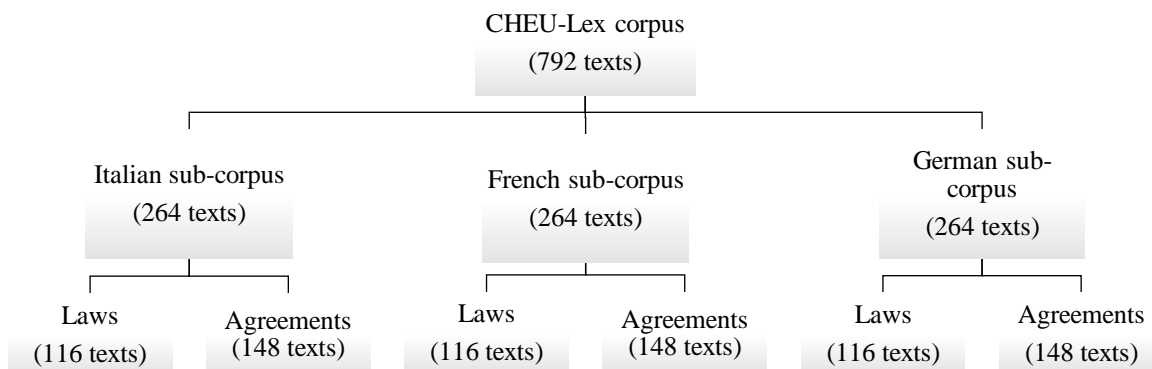 CHEU-Lex corpus
(792 texts)
Italian sub-corpus
(264 texts)
French sub-corpus
(264 texts)
German sub-
corpus
(264 texts)
Laws
(116 texts)
Agreements
(148 texts)
Laws
(116 texts)
Agreements
(148 texts)
Laws
(116 texts)
Agreements
(148 texts)